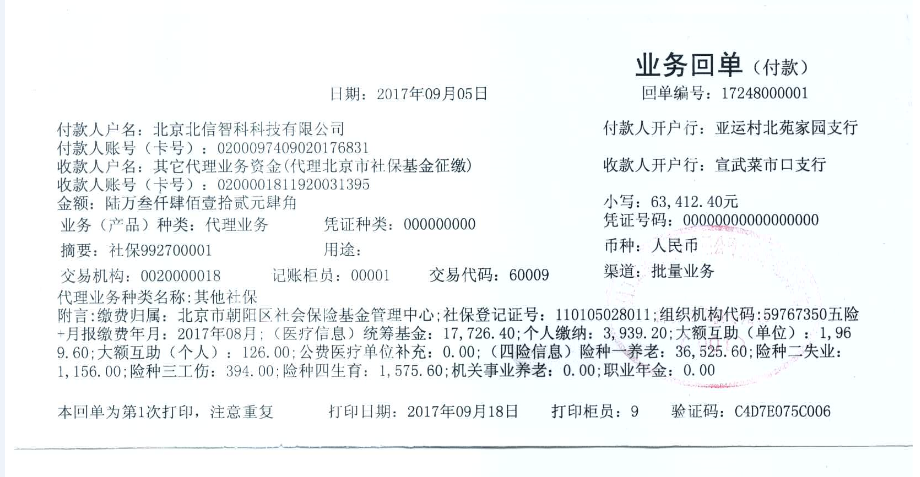 业务回单（付款）
日期：2017年09月05日 回单编号：17248000001
付款人户名：北京北信智科科技有限公司 付款人开户行：亚运村北苑家园支行
付款人账号（卡号）：0200097409020176831
收款人户名：其它代理业务资金(代理北京市社保基金征缴) 收款人开户行：宣武菜市口支行
收款人账号（卡号）：0200001811920031395
金额：陆万叁仟肆佰壹拾贰元肆角 小写：63,412.40元
业务（产品）种类：代理业务 凭证种类：000000000 凭证号码：00000000000000000
摘要：社保992700001 用途： 币种：人民币
交易机构：0020000018 记账柜员：00001 交易代码：60009 渠道：批量业务
代理业务种类名称:其他社保
附言:缴费归属：北京市朝阳区社会保险基金管理中心;社保登记证号：110105028011;组织机构代码:59767350五险
+月报缴费年月：2017年08月;（医疗信息）统筹基金：17,726.40;个人缴纳：3,939.20;大额互助（单位）：1,96
9.60;大额互助（个人）：126.00;公费医疗单位补充：0.00;（四险信息）险种一养老：36,525.60;险种二失业：
1,156.00;险种三工伤：394.00;险种四生育：1,575.60;机关事业养老：0.00;职业年金：0.00
本回单为第1次打印，注意重复 打印日期：2017年09月18日 打印柜员：9 验证码：C4D7E075C006